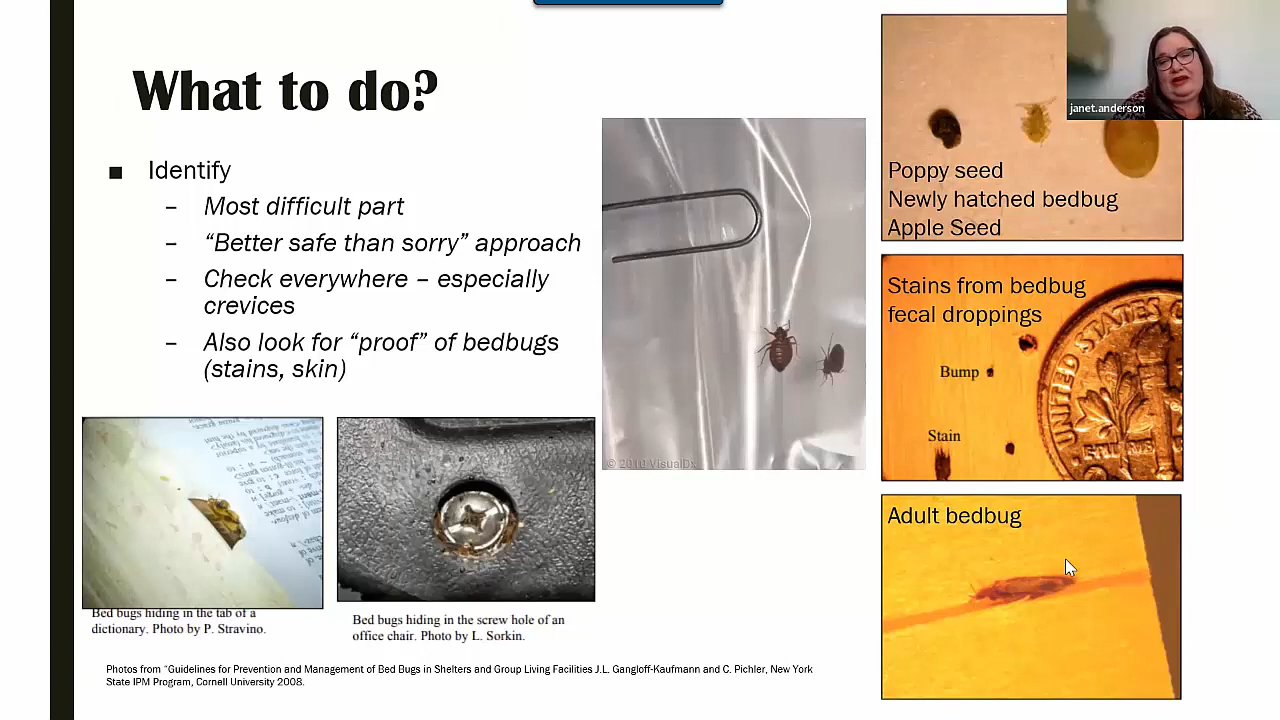 What to do?
■ Identify
– Most difficult part
– “Better safe than sorry” approach
– Check everywhere – especially
crevices
– Also look for “proof” of bedbugs
(stains, skin)
Bed bugs hiding in the tab of a
dictionary. Photo by P. Stravino.
Bed bugs hiding in the screw hole of an
office chair. Photo by L. Sorkin.
Photos from “Guidelines for Prevention and Management of Bed Bugs in Shelters and Group Living Facilities J.L. Gangloff-Kaufmann and C. Pichler, New York
State IPM Program, Cornell University 2008.
© 2010 VisualDx
janet.anderson
Poppy seed
Newly hatched bedbug
Apple Seed
Stains from bedbug
fecal droppings
Bump
Stain
UNITED STATES
Adult bedbug